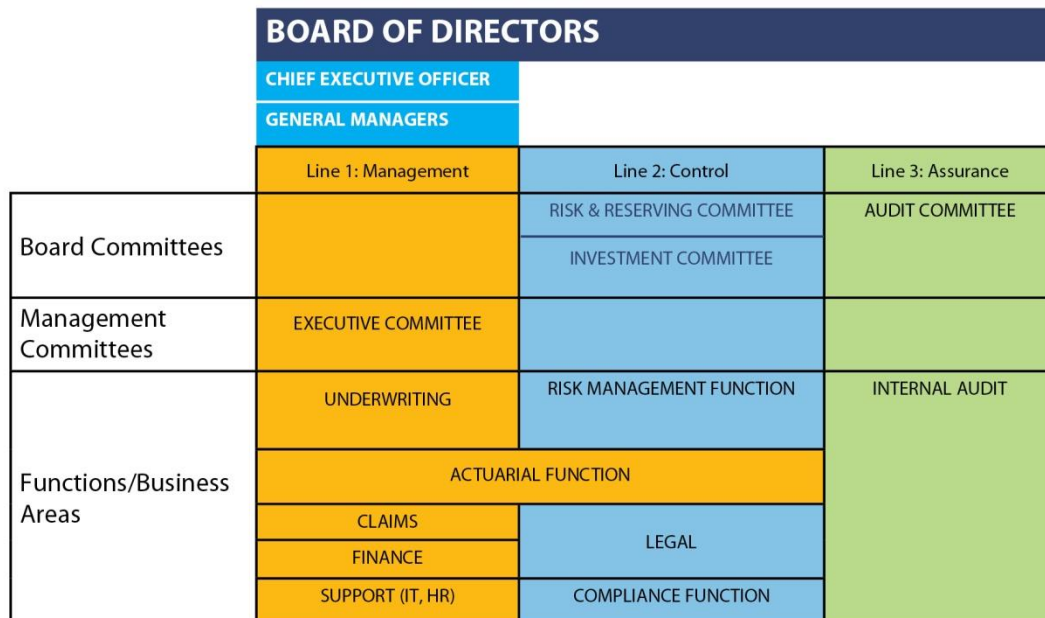 BOARD OF DIRECTORS
CHIEF EXECUTIVE OFFICER
GENERAL MANAGERS
Line 1: Management
Line 2: Control
Line 3: Assurance
Board Committees
RISK & RESERVING COMMITTEE
AUDIT COMMITTEE
INVESTMENT COMMITTEE
Management
Committees
EXECUTIVE COMMITTEE
Functions/Business
Areas
UNDERWRITING
RISK MANAGEMENT FUNCTION
INTERNAL AUDIT
ACTUARIAL FUNCTION
CLAIMS
LEGAL
FINANCE
SUPPORT (IT, HR)
COMPLIANCE FUNCTION